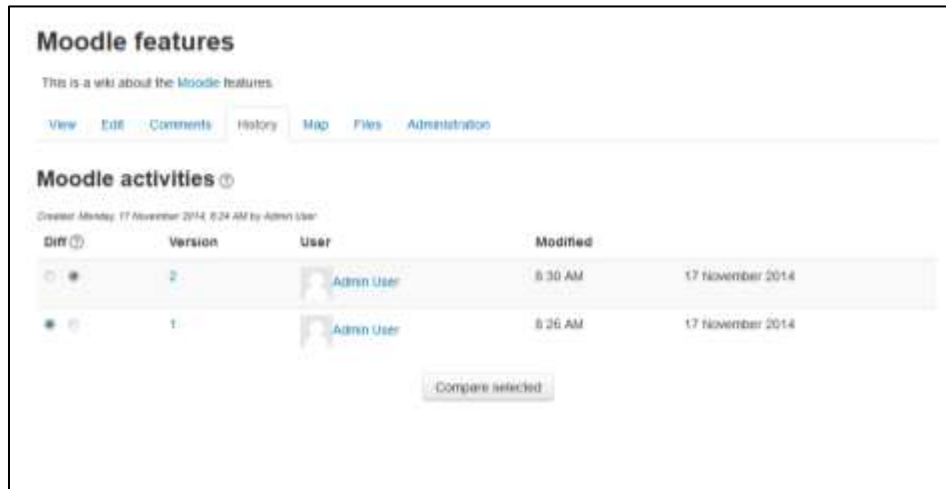 Moodle features
This is a wiki about the Moodle features.
View Edit Comments History Map Files Administration
Moodle activities
Created: Monday, 17 November 2014, 8:24 AM by Admin User
Diff Version User Modified
2 Admin User 8:30 AM 17 November 2014
1 Admin User 8:26 AM 17 November 2014
Compare selected